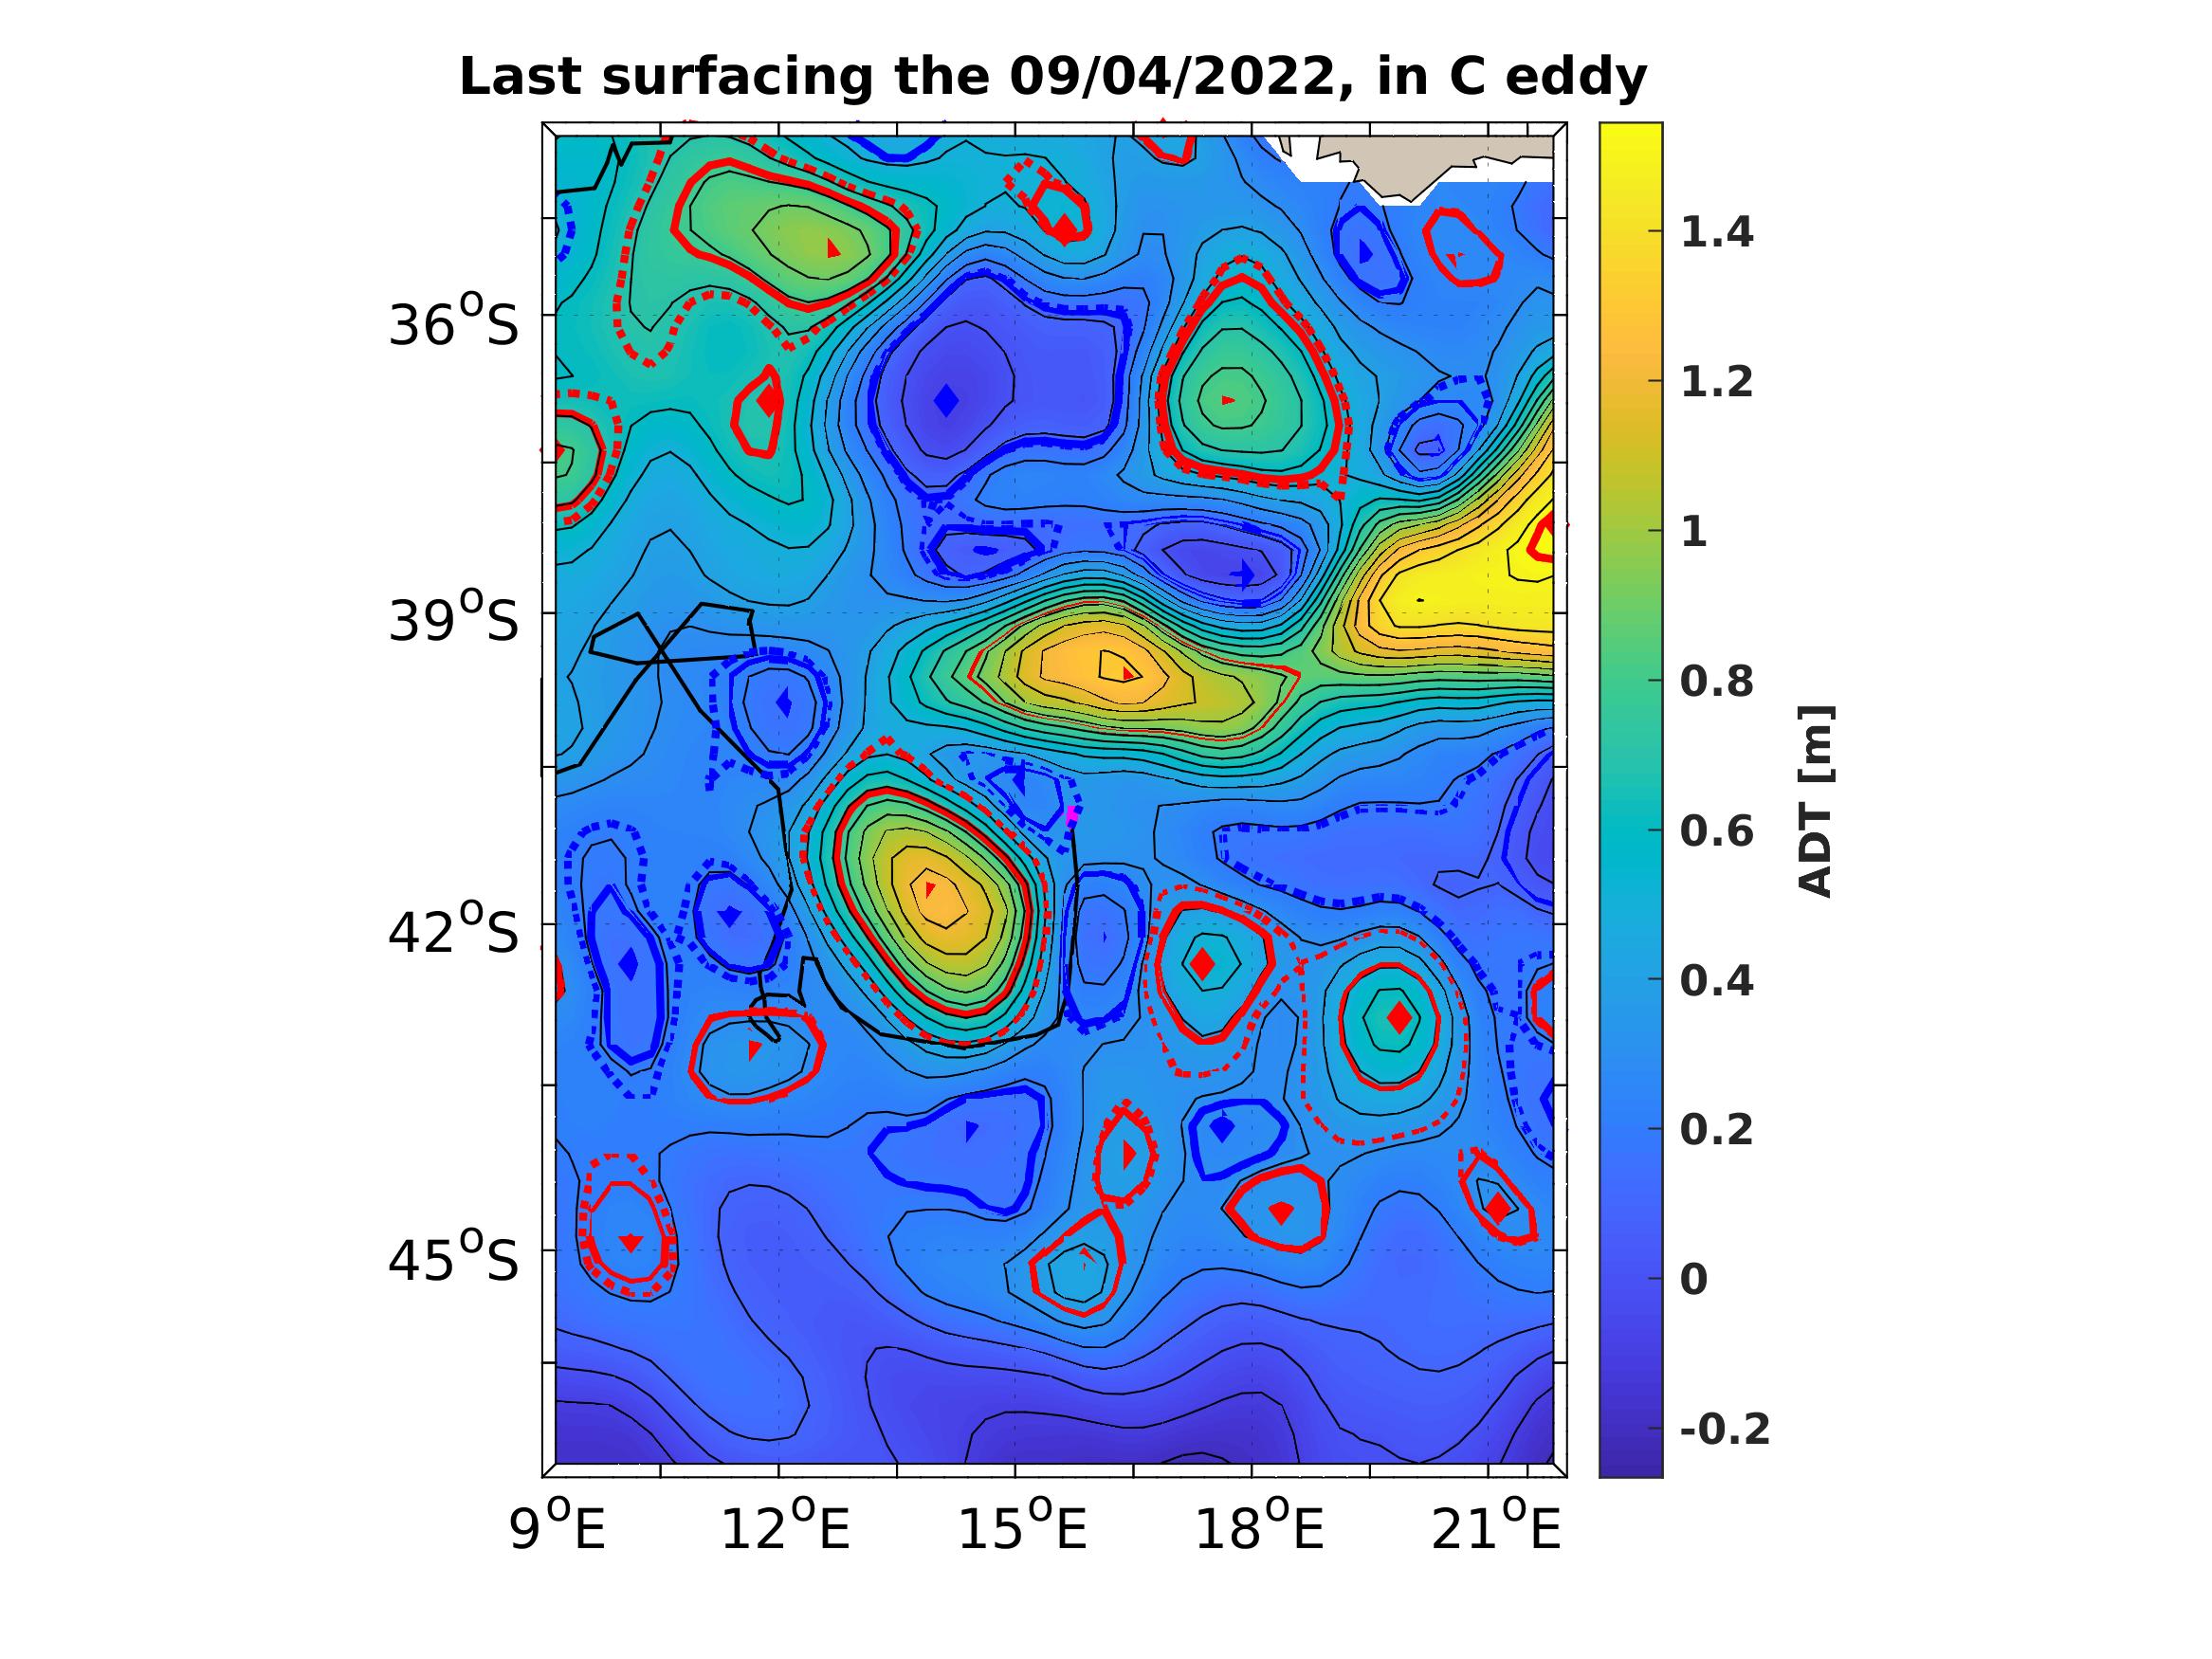 Last surfacing the 09/04/2022, in C eddy
36°S
39°S
42°S
45°S
9°E 12°E 15°E 18°E 21°E
1.4
1.2
1
0.8
0.6
0.4
0.2
0
-0.2
ADT [m]